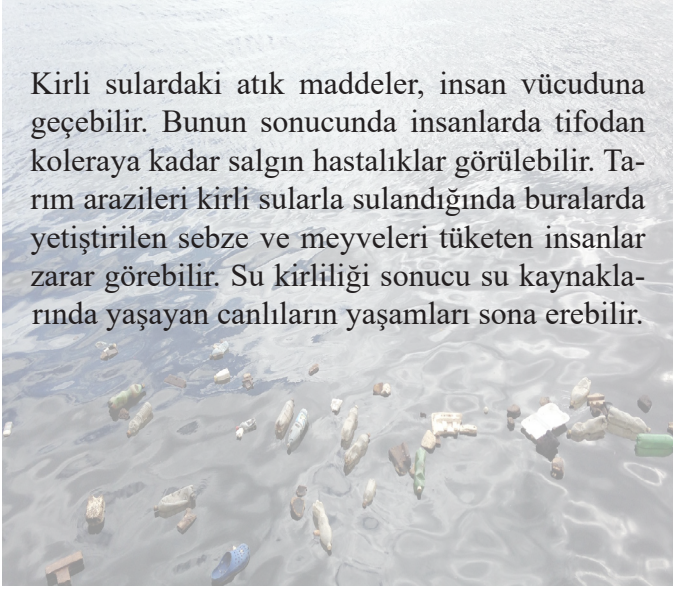 Kirli sulardaki atık maddeler, insan vücuduna
geçebilir. Bunun sonucunda insanlarda tifodan
koleraya kadar salgın hastalıklar görülebilir. Ta-
rım arazileri kirli sularla sulandığında buralarda
yetiştirilen sebze ve meyveleri tüketen insanlar
zarar görebilir. Su kirliliği sonucu su kaynakla-
rında yaşayan canlıların yaşamları sona erebilir.